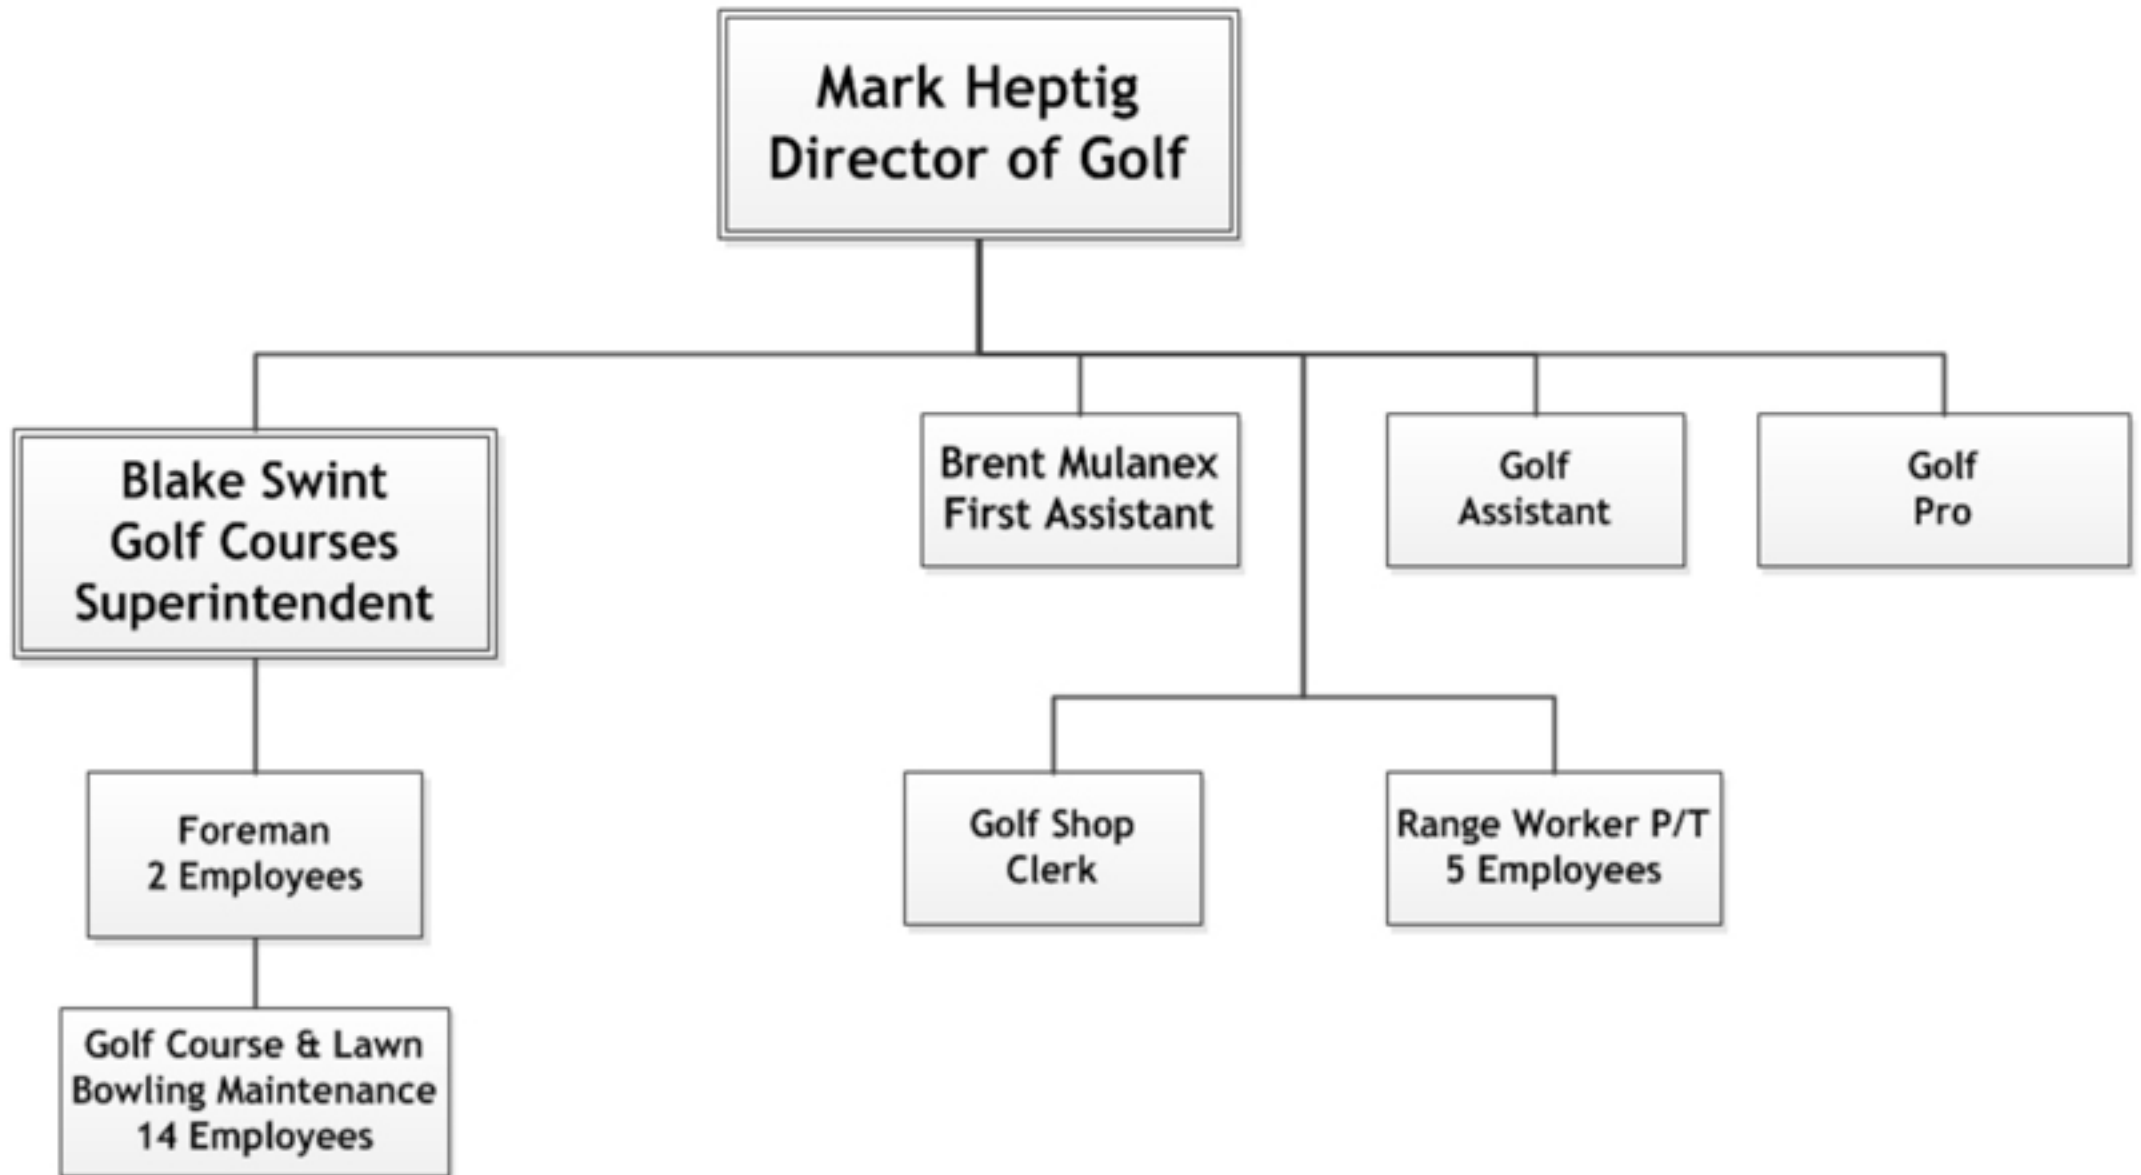 Mark Heptig
Director of Golf
Blake Swint
Golf Courses
Superintendent
Brent Mulanex
First Assistant
Golf
Assistant
Golf
Pro
Foreman
2 Employees
Golf Shop
Clerk
Range Worker P/T
5 Employees
Golf Course & Lawn
Bowling Maintenance
14 Employees